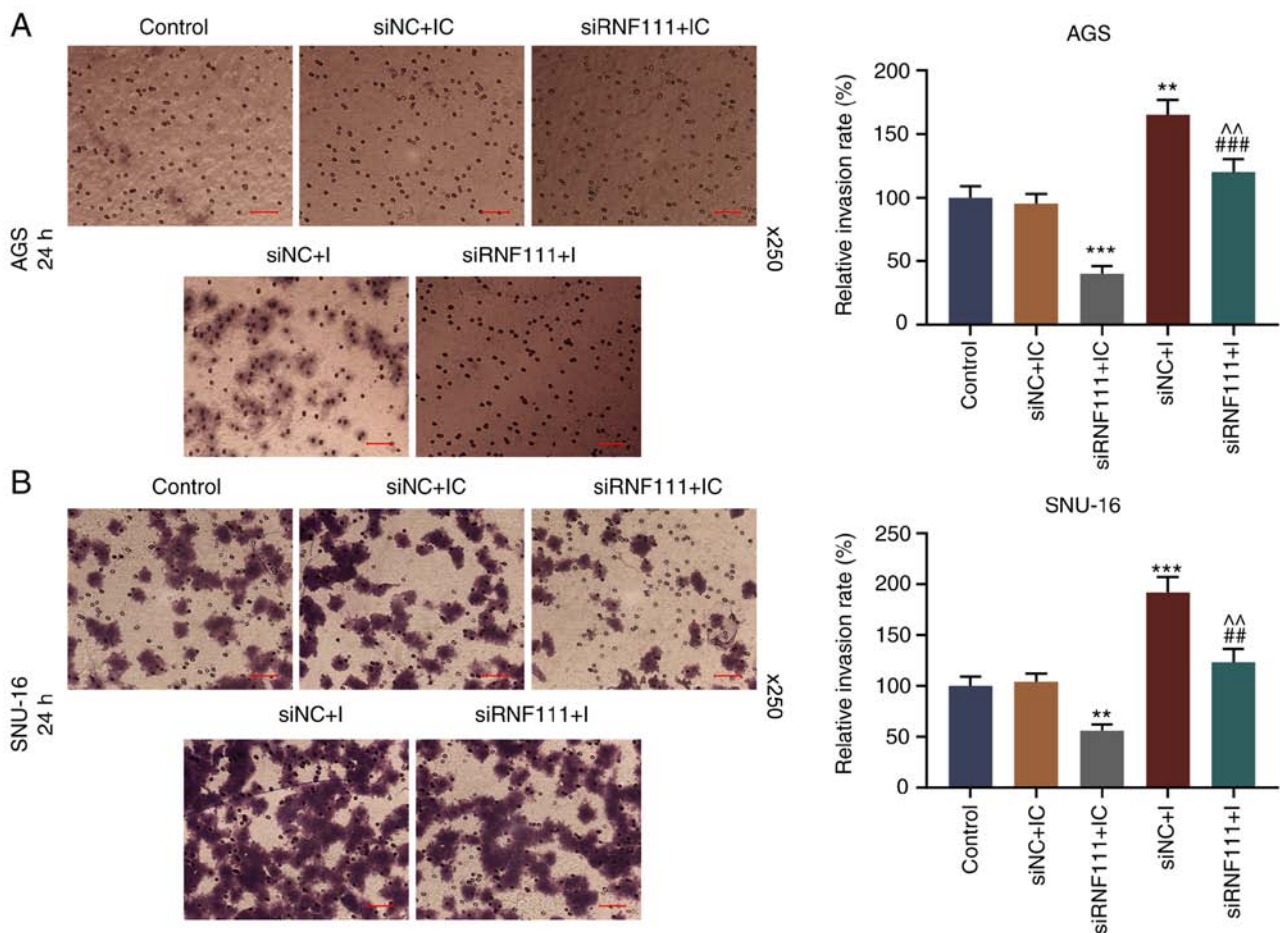 A
Control
siNC+IC
siRNF111+IC
AGS
24 h
x250
siNC+I
siRNF111+I
AGS
Relative invasion rate (%)
200
150
100
50
0
**
***
^^
###
Control
siNC+IC
siRNF111+IC
siNC+I
siRNF111+I
B
Control
siNC+IC
siRNF111+IC
SNU-16
24 h
x250
siNC+I
siRNF111+I
SNU-16
Relative invasion rate (%)
250
200
150
100
50
0
***
**
^^
##
Control
siNC+IC
siRNF111+IC
siNC+I
siRNF111+I